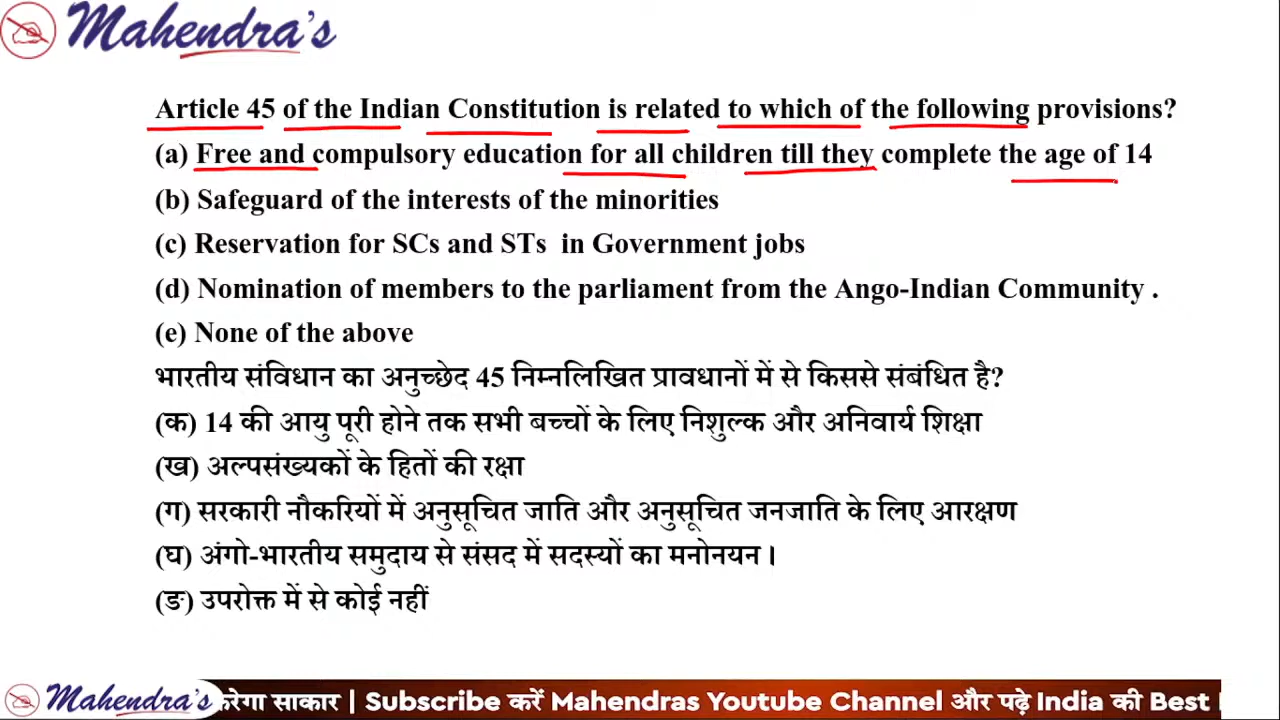 Mahendra's
Article 45 of the Indian Constitution is related to which of the following provisions?
(a) Free and compulsory education for all children till they complete the age of 14
(b) Safeguard of the interests of the minorities
(c) Reservation for SCs and STs in Government jobs
(d) Nomination of members to the parliament from the Ango-Indian Community .
(e) None of the above
भारतीय संविधान का अनुच्छेद 45 निम्नलिखित प्रावधानों में से किससे संबंधित है?
(क) 14 की आयु पूरी होने तक सभी बच्चों के लिए निशुल्क और अनिवार्य शिक्षा
(ख) अल्पसंख्यकों के हितों की रक्षा
(ग) सरकारी नौकरियों में अनुसूचित जाति और अनुसूचित जनजाति के लिए आरक्षण
(घ) अंगो-भारतीय समुदाय से संसद में सदस्यों का मनोनयन।
(ङ) उपरोक्त में से कोई नहीं
Mahendra's करेगा साकार | Subscribe करें Mahendras Youtube Channel और पढ़े India की Best